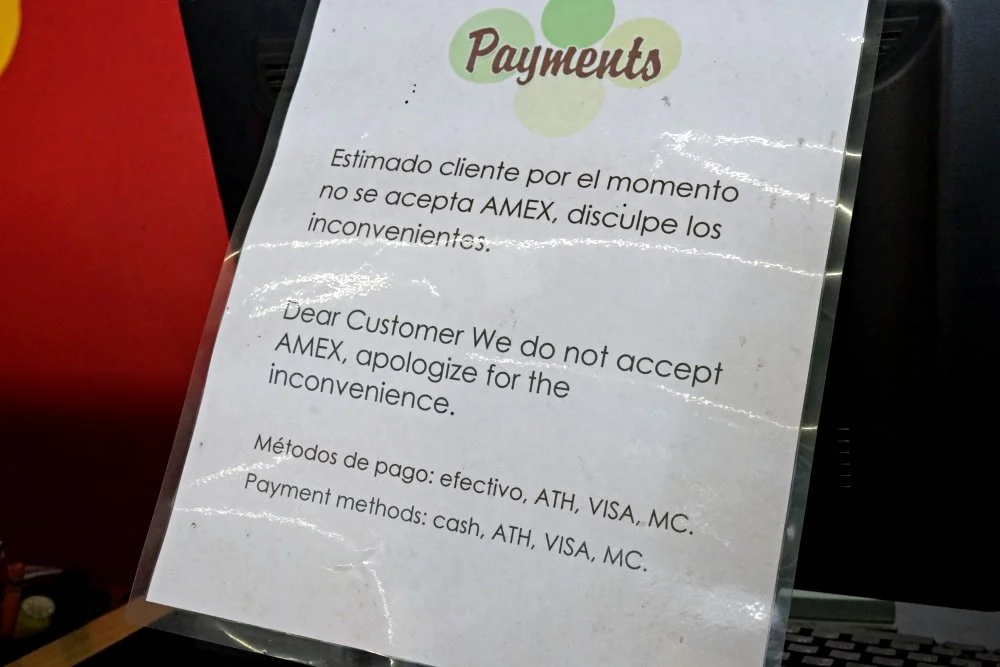 Payments
Estimado cliente por el momento
no se acepta AMEX, disculpe los
inconvenientes.
Dear Customer We do not accept
AMEX, apologize for the
inconvenience.
Métodos de pago: efectivo, ATH, VISA, MC.
Payment methods: cash, ATH, VISA, MC.